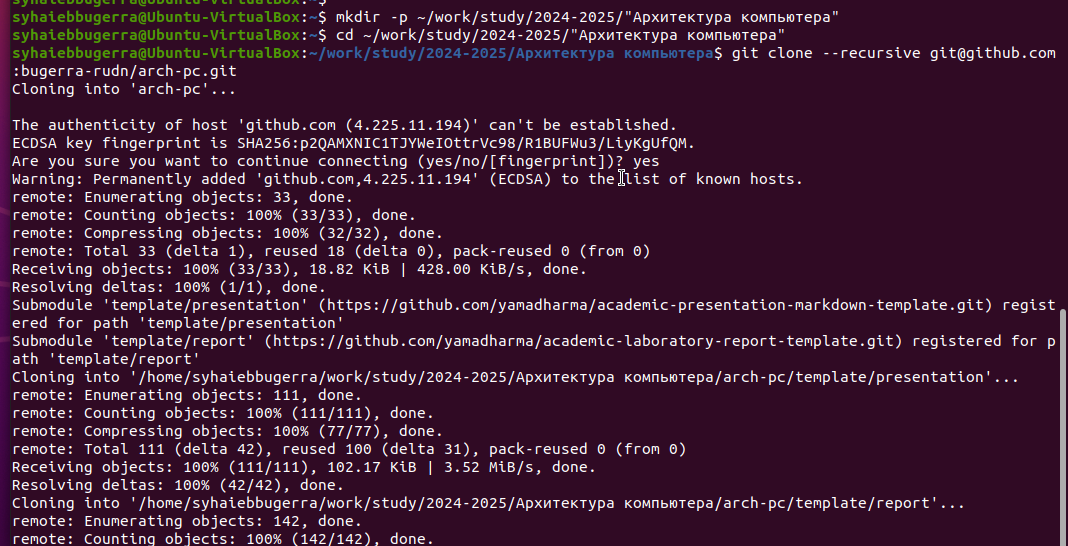 syhaiebbugerra@Ubuntu-VirtualBox:~$ mkdir -p ~/work/study/2024-2025/"Архитектура компьютера"
syhaiebbugerra@Ubuntu-VirtualBox:~$ cd ~/work/study/2024-2025/"Архитектура компьютера"
syhaiebbugerra@Ubuntu-VirtualBox:~/work/study/2024-2025/Архитектура компьютера$ git clone --recursive git@github.com
:bugerra-rudn/arch-pc.git
Cloning into 'arch-pc'...
The authenticity of host 'github.com (4.225.11.194)' can't be established.
ECDSA key fingerprint is SHA256:p2QAMXNIC1TJYWeIOttrVc98/R1BUFWu3/LiyKgUfQM.
Are you sure you want to continue connecting (yes/no/[fingerprint])? yes
Warning: Permanently added 'github.com,4.225.11.194' (ECDSA) to the list of known hosts.
remote: Enumerating objects: 33, done.
remote: Counting objects: 100% (33/33), done.
remote: Compressing objects: 100% (32/32), done.
remote: Total 33 (delta 1), reused 18 (delta 0), pack-reused 0 (from 0)
Receiving objects: 100% (33/33), 18.82 KiB | 428.00 KiB/s, done.
Resolving deltas: 100% (1/1), done.
Submodule 'template/presentation' (https://github.com/yamadharma/academic-presentation-markdown-template.git) regist
ered for path 'template/presentation'
Submodule 'template/report' (https://github.com/yamadharma/academic-laboratory-report-template.git) registered for p
ath 'template/report'
Cloning into '/home/syhaiebbugerra/work/study/2024-2025/Архитектура компьютера/arch-pc/template/presentation'...
remote: Enumerating objects: 111, done.
remote: Counting objects: 100% (111/111), done.
remote: Compressing objects: 100% (77/77), done.
remote: Total 111 (delta 42), reused 100 (delta 31), pack-reused 0 (from 0)
Receiving objects: 100% (111/111), 102.17 KiB | 3.52 MiB/s, done.
Resolving deltas: 100% (42/42), done.
Cloning into '/home/syhaiebbugerra/work/study/2024-2025/Архитектура компьютера/arch-pc/template/report'...
remote: Enumerating objects: 142, done.
remote: Counting objects: 100% (142/142), done.